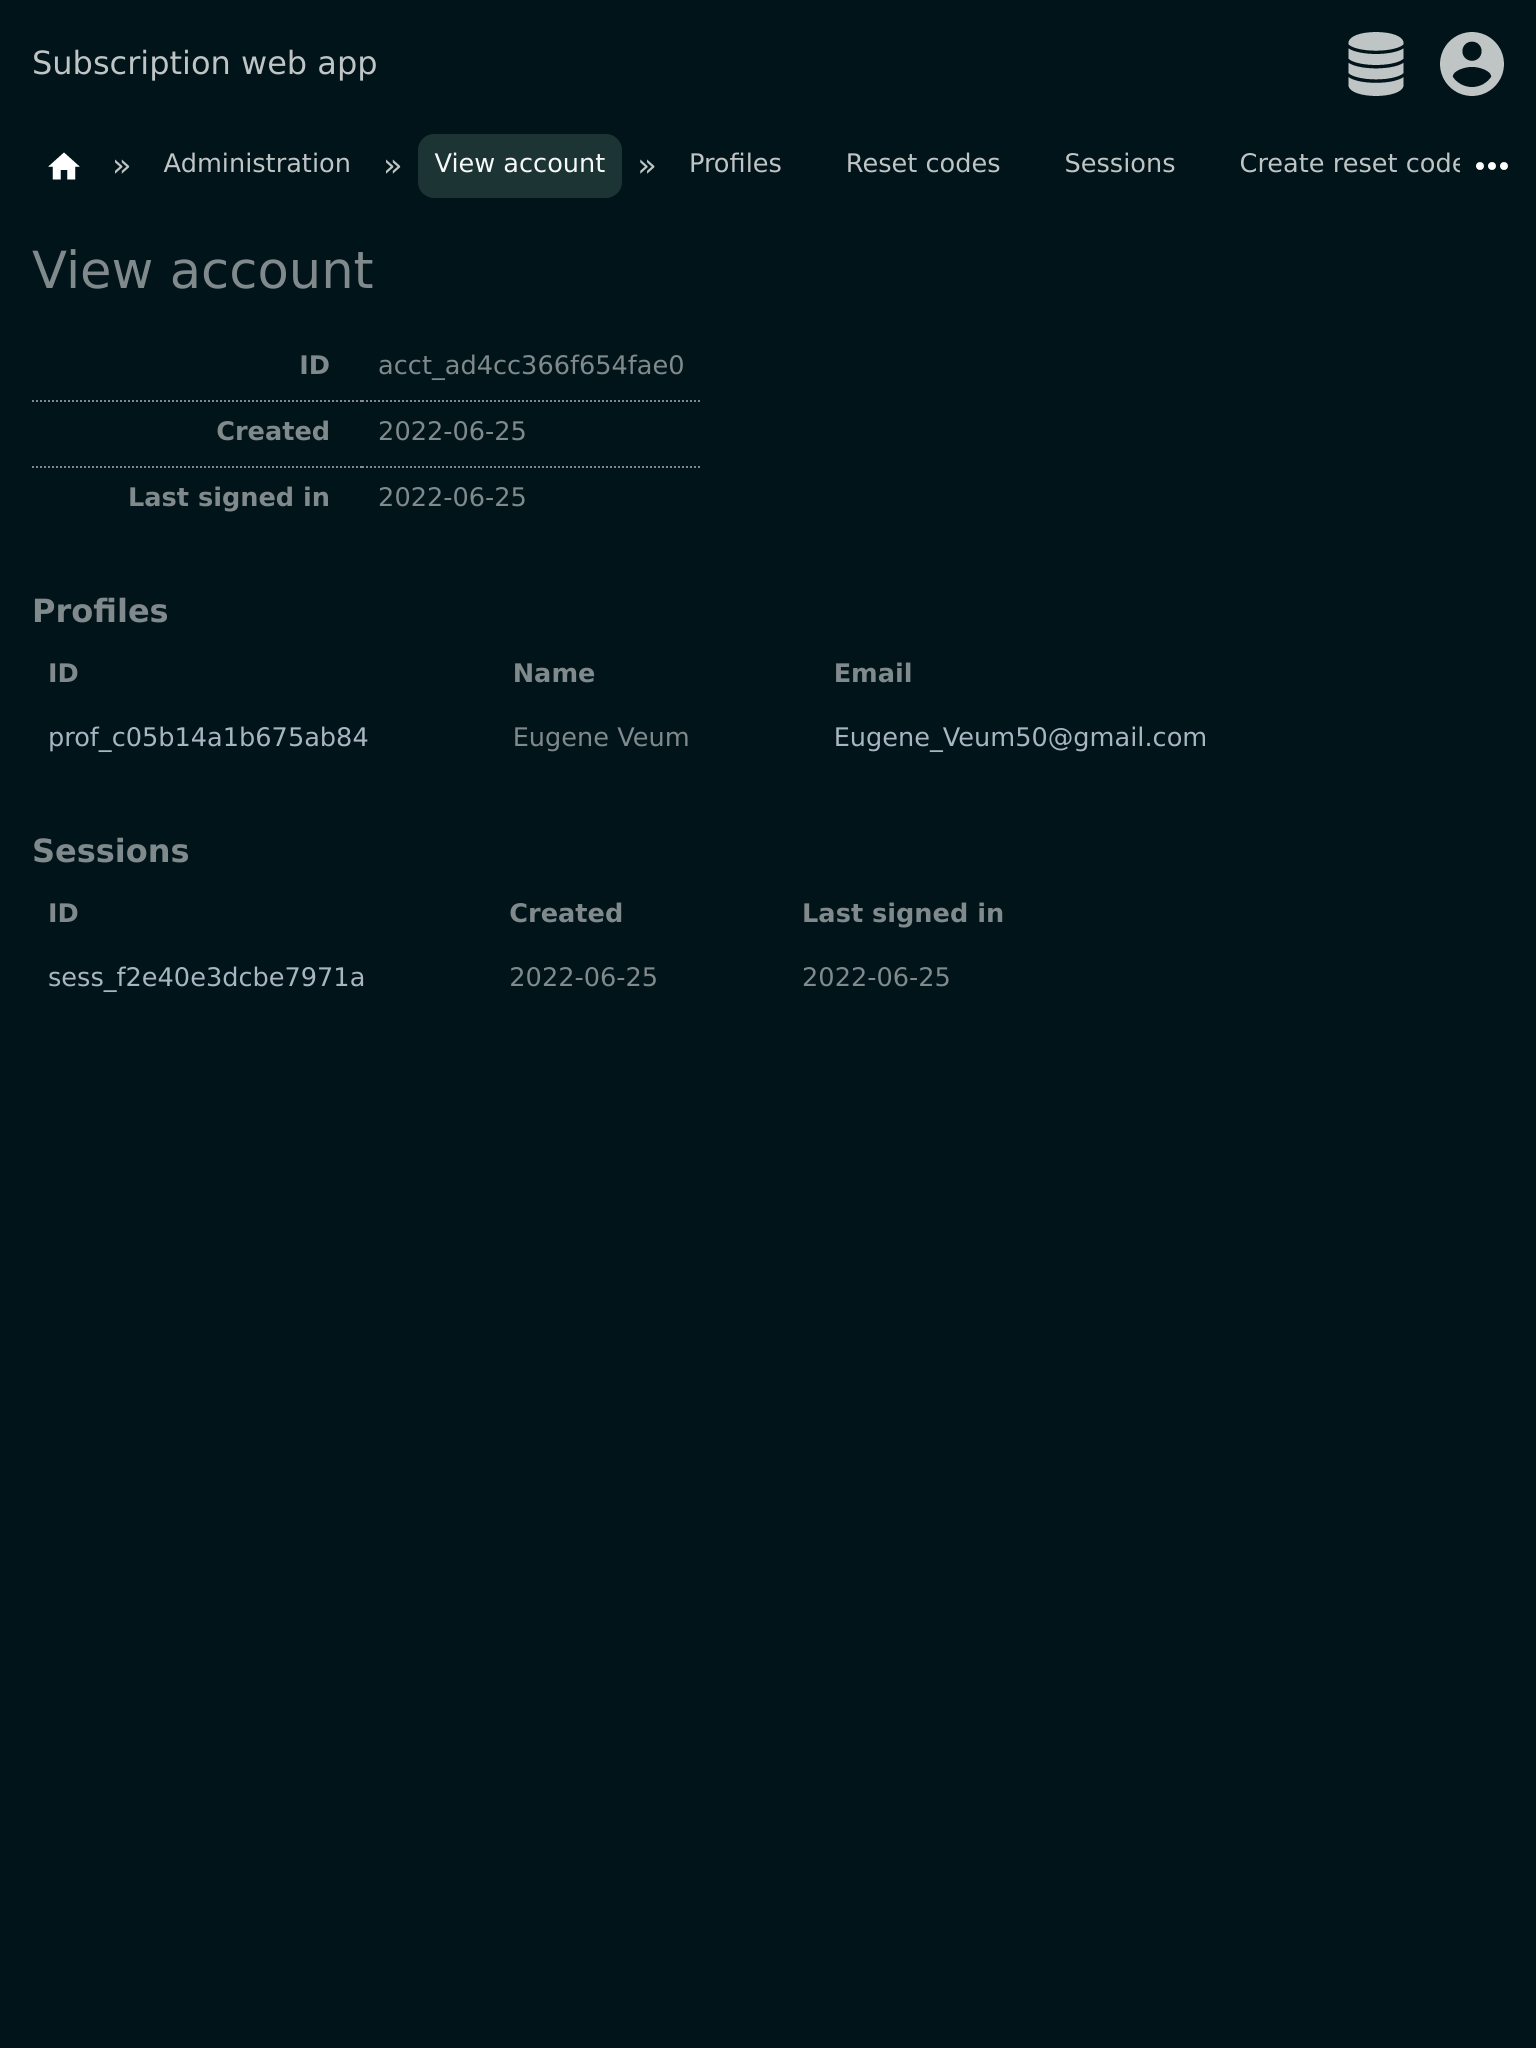 Subscription web app
» Administration » View account » Profiles Reset codes Sessions Create reset code
View account
ID acct_ad4cc366f654fae0
Created 2022-06-25
Last signed in 2022-06-25
Profiles
ID Name Email
prof_c05b14a1b675ab84 Eugene Veum Eugene_Veum50@gmail.com
Sessions
ID Created Last signed in
sess_f2e40e3dcbe7971a 2022-06-25 2022-06-25